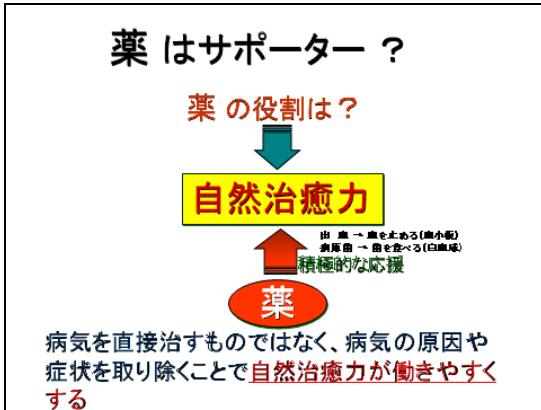 薬 はサポーター ？
薬 の役割は？
自然治癒力
出 血 → 血を止める(血小板)
病原菌 → 菌を食べる(白血球)
積極的な応援
薬
病気を直接治すものではなく、病気の原因や
症状を取り除くことで自然治癒力が働きやすく
する